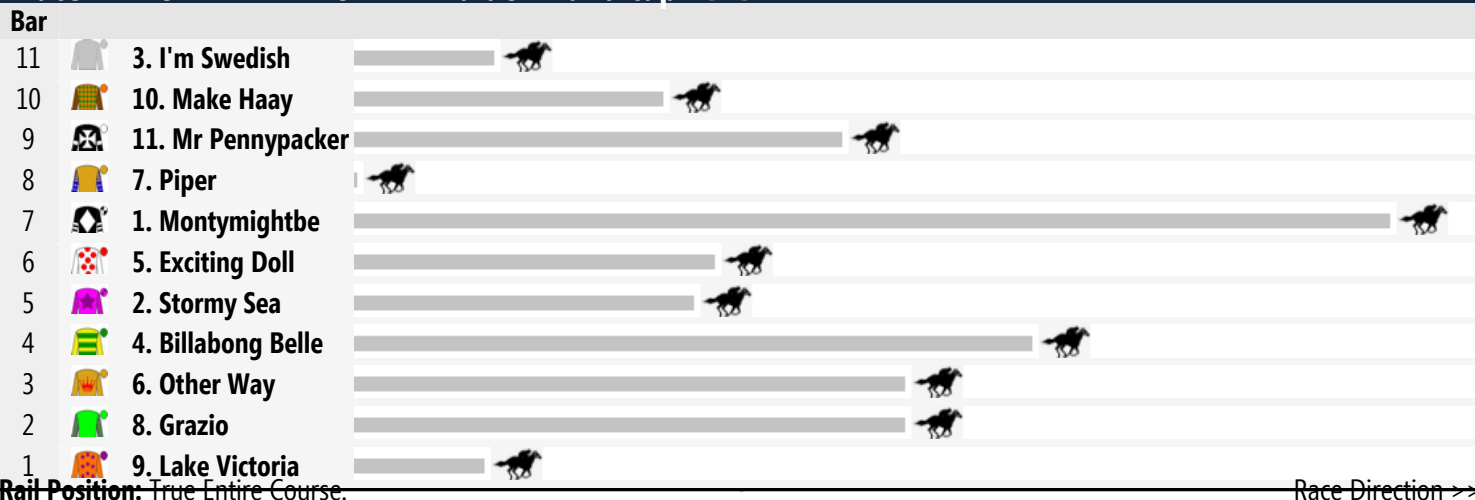 Bar
11 3. I'm Swedish
10 10. Make Haay
9 11. Mr Pennypacker
8 7. Piper
7 1. Montymightbe
6 5. Exciting Doll
5 2. Stormy Sea
4 4. Billabong Belle
3 6. Other Way
2 8. Grazio
1 9. Lake Victoria
Rail Position: True Entire Course. Race Direction >>